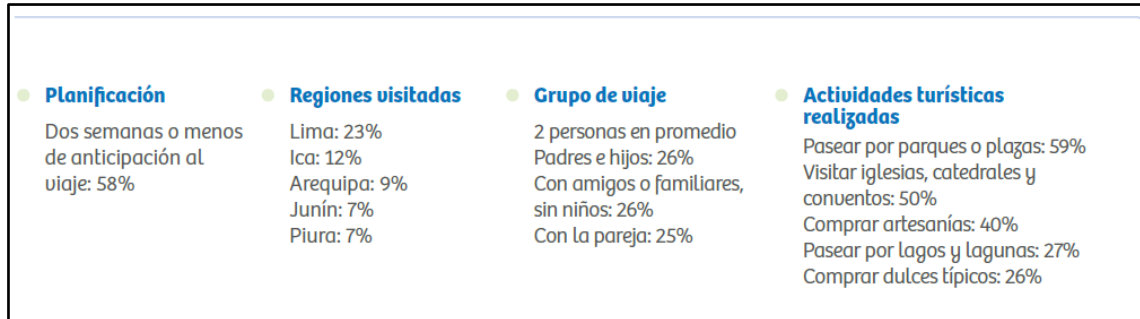 Planificación
Dos semanas o menos
de anticipación al
viaje: 58%
Regiones visitadas
Lima: 23%
Ica: 12%
Arequipa: 9%
Junín: 7%
Piura: 7%
Grupo de viaje
2 personas en promedio
Padres e hijos: 26%
Con amigos o familiares,
sin niños: 26%
Con la pareja: 25%
Actividades turísticas
realizadas
Pasear por parques o plazas: 59%
Visitar iglesias, catedrales y
conventos: 50%
Comprar artesanías: 40%
Pasear por lagos y lagunas: 27%
Comprar dulces típicos: 26%